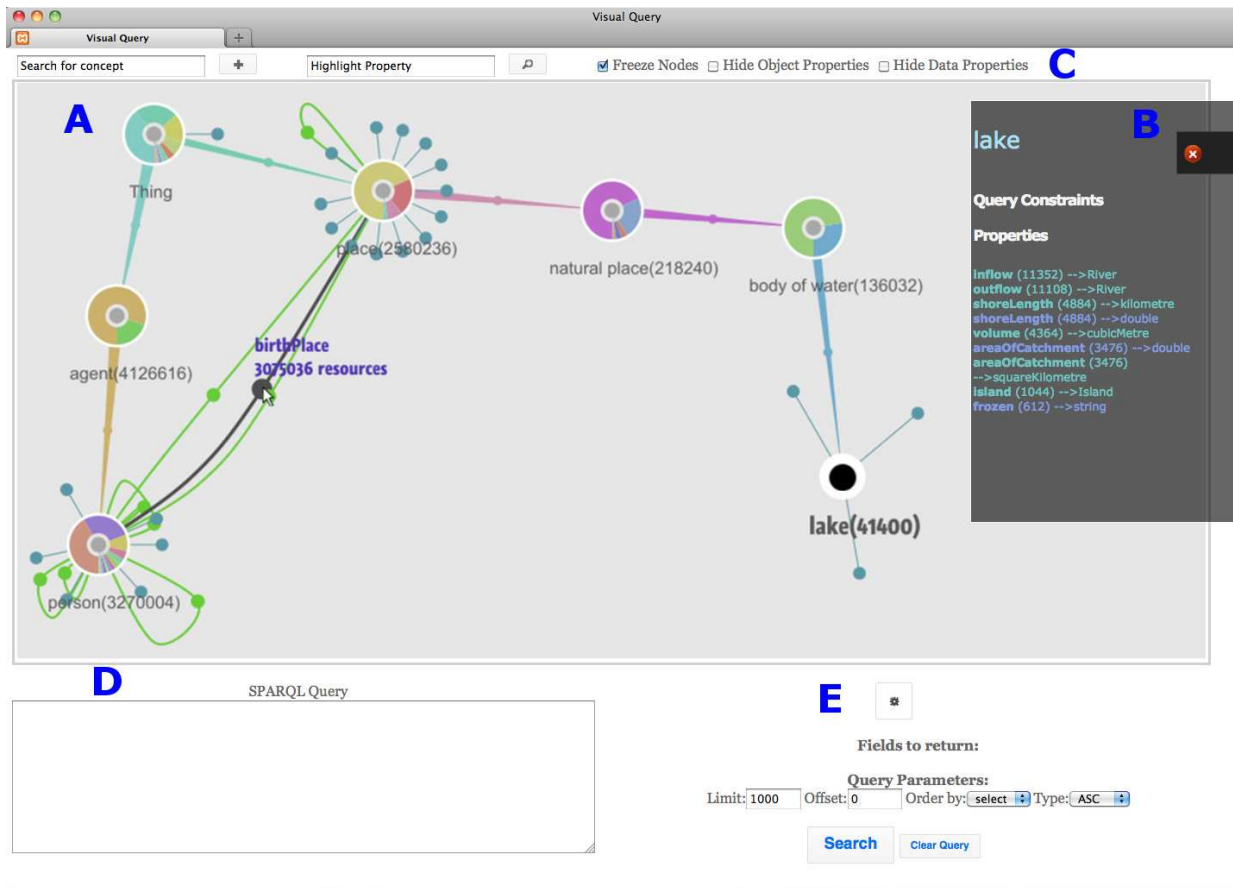 Visual Query
Visual Query
+
Search for concept
+
Highlight Property
Freeze Nodes
Hide Object Properties
Hide Data Properties
C
A
B
lake
Query Constraints
Properties
inflow (11352) -->River
outflow (11108) -->River
shoreLength (4884) -->kilometre
shoreLength (4884) -->double
volume (4364) -->cubicMetre
areaOfCatchment (3476) -->double
areaOfCatchment (3476)
-->squareKilometre
island (1044) -->Island
frozen (612) -->string
Thing
place(2580236)
natural place(218240)
body of water(136032)
agent(4126616)
birthPlace
3075036 resources
lake(41400)
person(3270004)
D
SPARQL Query
E
Fields to return:
Query Parameters:
Limit: 1000 Offset: 0 Order by: select Type: ASC
Search Clear Query